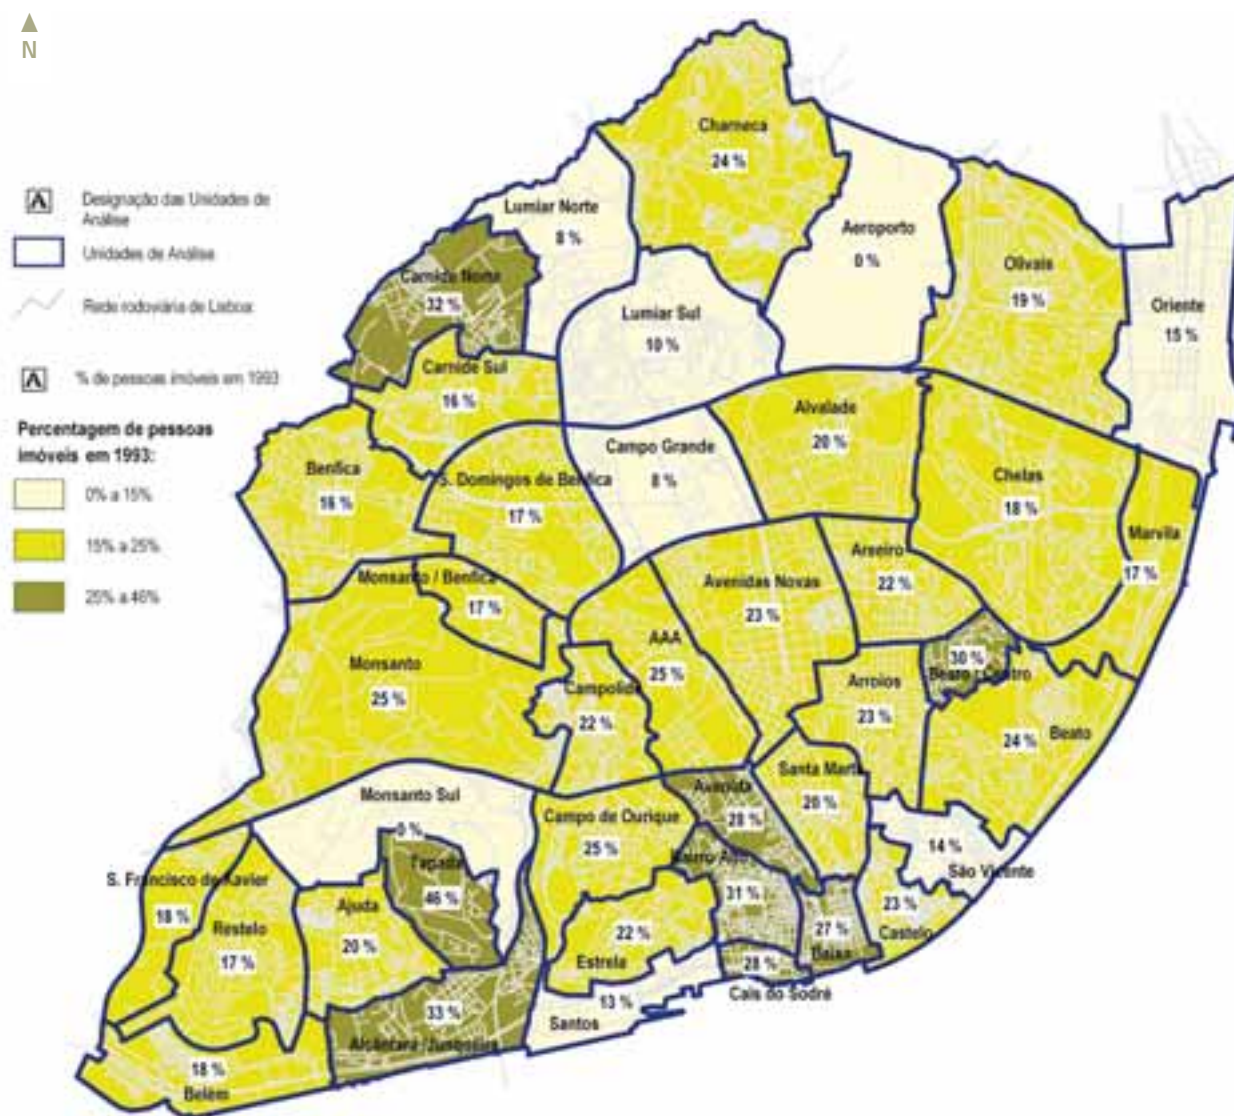 N
Designação das Unidades de
Análise
Unidades de Análise
Rede rodoviária de Lisboa
% de pessoas imóveis em 1993
Percentagem de pessoas
imóveis em 1993:
0% a 15%
15% a 25%
25% a 46%
Charneca
24 %
Lumiar Norte
8 %
Aeroporto
0 %
Olivais
19 %
Oriente
15 %
Carnide Norte
32 %
Lumiar Sul
10 %
Carnide Sul
16 %
Alvalade
20 %
Campo Grande
8 %
Benfica
16 %
S. Domingos de Benfica
17 %
Chelas
18 %
Marvila
17 %
Areeiro
22 %
Avenidas Novas
23 %
Monsanto / Benfica
17 %
AAA
25 %
Monsanto
25 %
Campolide
22 %
30 %
Beato / Centro
Arroios
23 %
24 %
Beato
Santa Marta
20 %
Avenida
28 %
Monsanto Sul
0 %
Campo de Ourique
25 %
Bairro Alto
31 %
14 %
São Vicente
Tapada
46 %
S. Francisco de Xavier
18 %
Ajuda
20 %
Restelo
17 %
22 %
Estrela
27 %
Baixa
23 %
Castelo
28 %
Cais do Sodré
13 %
Santos
33 %
Alcântara /Junqueira
18 %
Belém